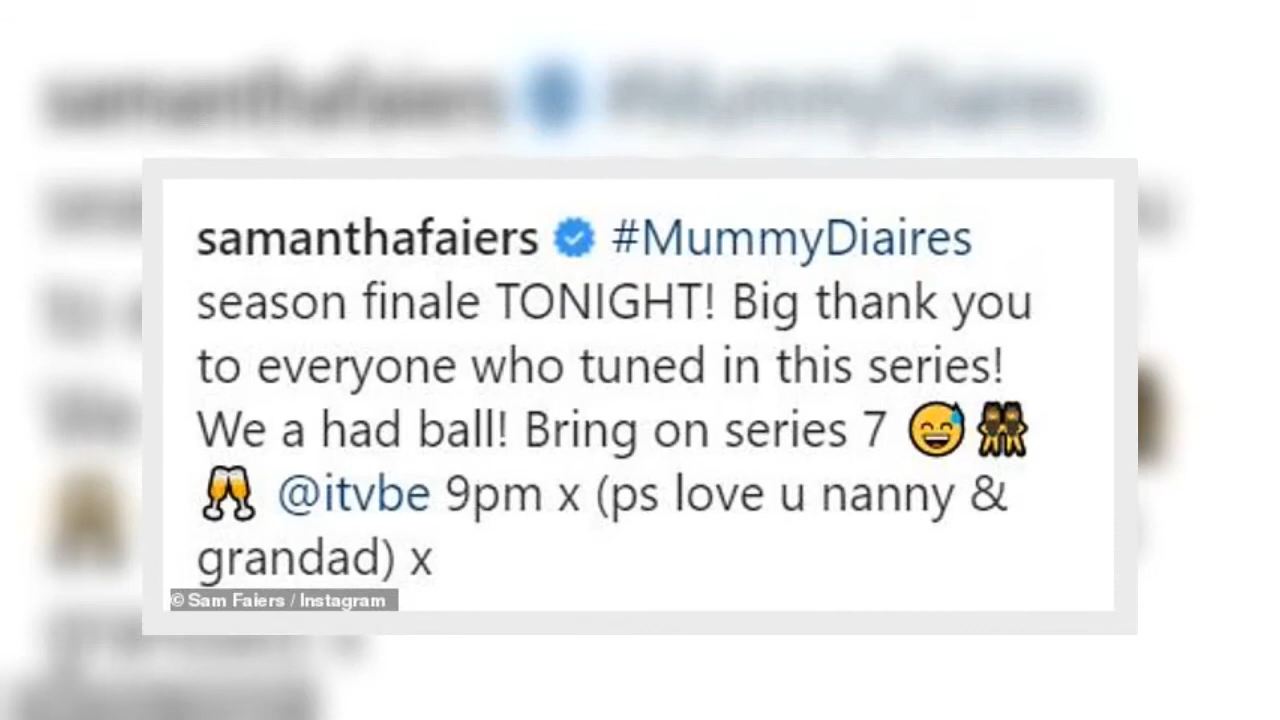 samanthafaiers #MummyDiaires
season finale TONIGHT! Big thank you
to everyone who tuned in this series!
We a had ball! Bring on series 7 😅👯
🥂 @itvbe 9pm x (ps love u nanny &
grandad) x
© Sam Faiers / Instagram